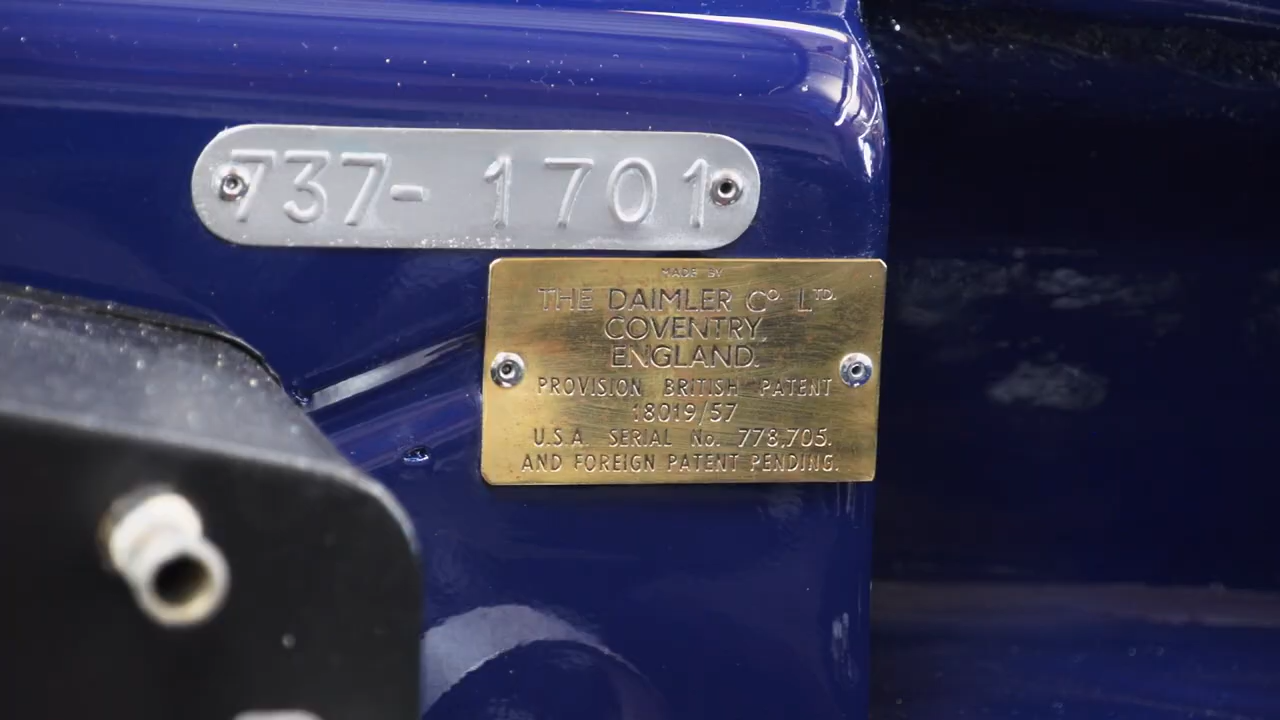 737-1701
MADE BY
THE DAIMLER Co. LTD.
COVENTRY.
ENGLAND.
PROVISION BRITISH PATENT
18019/57
U.S.A. SERIAL No. 778,705.
AND FOREIGN PATENT PENDING.